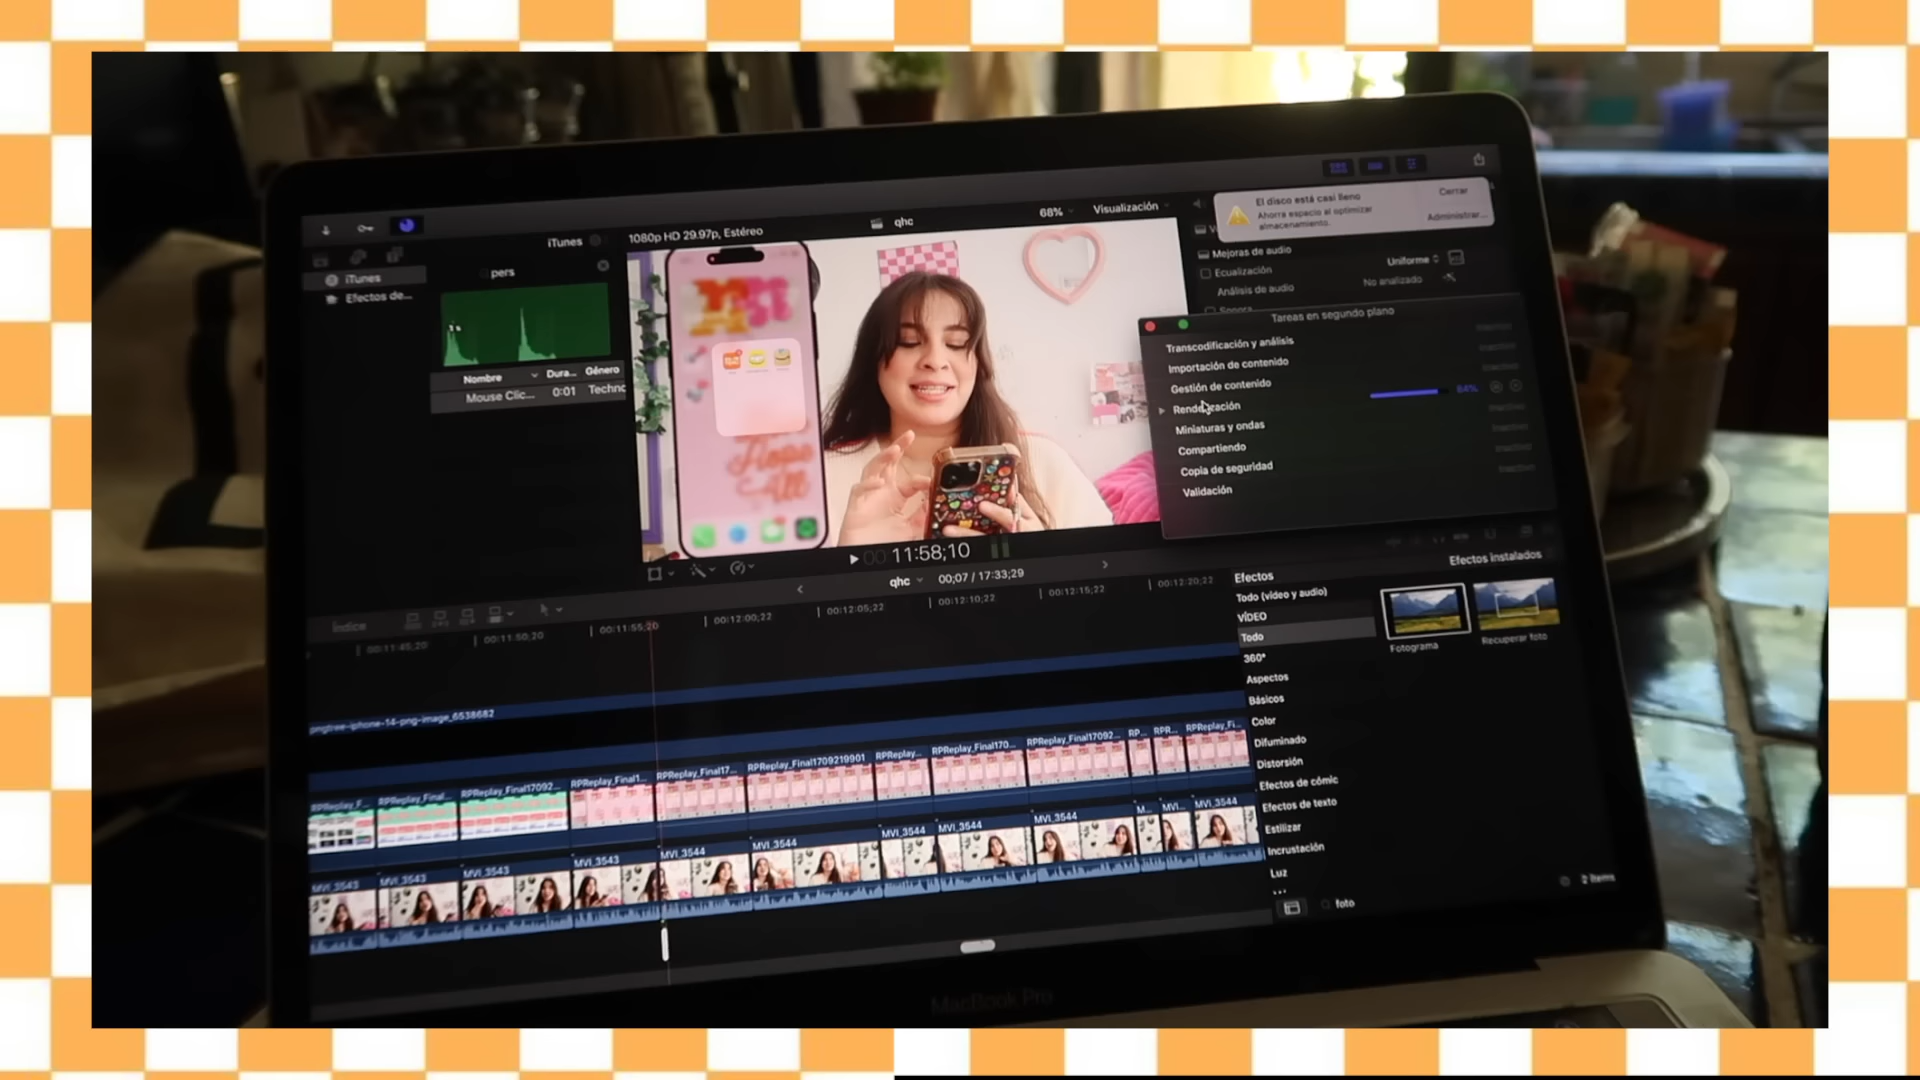 iTunes
1080p HD 29.97p, Estéreo
qhc
68%
Visualización
El disco está casi lleno
Ahorra espacio al optimizar
almacenamiento.
Cerrar
Administrar...
iTunes
Efectos de...
pers
1s
Nombre
Dura...
Género
Mouse Clic...
0:01
Techno
Mejoras de audio
Ecualización
Uniforme
Análisis de audio
No analizado
Tareas en segundo plano
Transcodificación y análisis
Importación de contenido
Gestión de contenido
84%
Renderización
Miniaturas y ondas
Compartiendo
Copia de seguridad
Validación
Inactivo
Hope
All
11:58;10
qhc
00;07 / 17:33;29
Índice
00:11:45;20
00:11:50;20
00:11:55;20
00:12:00;22
00:12:05;22
00:12:10;22
00:12:15;22
00:12:20;22
pngtree-iphone-14-png-image_6538682
RPReplay_F...
RPReplay_Final...
RPReplay_Final17092...
RPReplay_Final1...
RPReplay_Final17...
RPReplay_Final1709219901
RPReplay...
RPReplay_Final170...
RPReplay_Final17092...
RP...
RPR...
RPReplay_Fi...
MVI_3543
MVI_3543
MVI_3543
MVI_3543
MVI_3544
MVI_3544
MVI_3544
MVI_3544
MVI_3544
M...
MVI...
MVI_3544
Efectos
Efectos instalados
Todo (vídeo y audio)
VÍDEO
Todo
360°
Aspectos
Básicos
Color
Difuminado
Distorsión
Efectos de cómic
Efectos de texto
Estilizar
Incrustación
Luz
Fotograma
Recuperar foto
foto
2 ítems
MacBook Pro